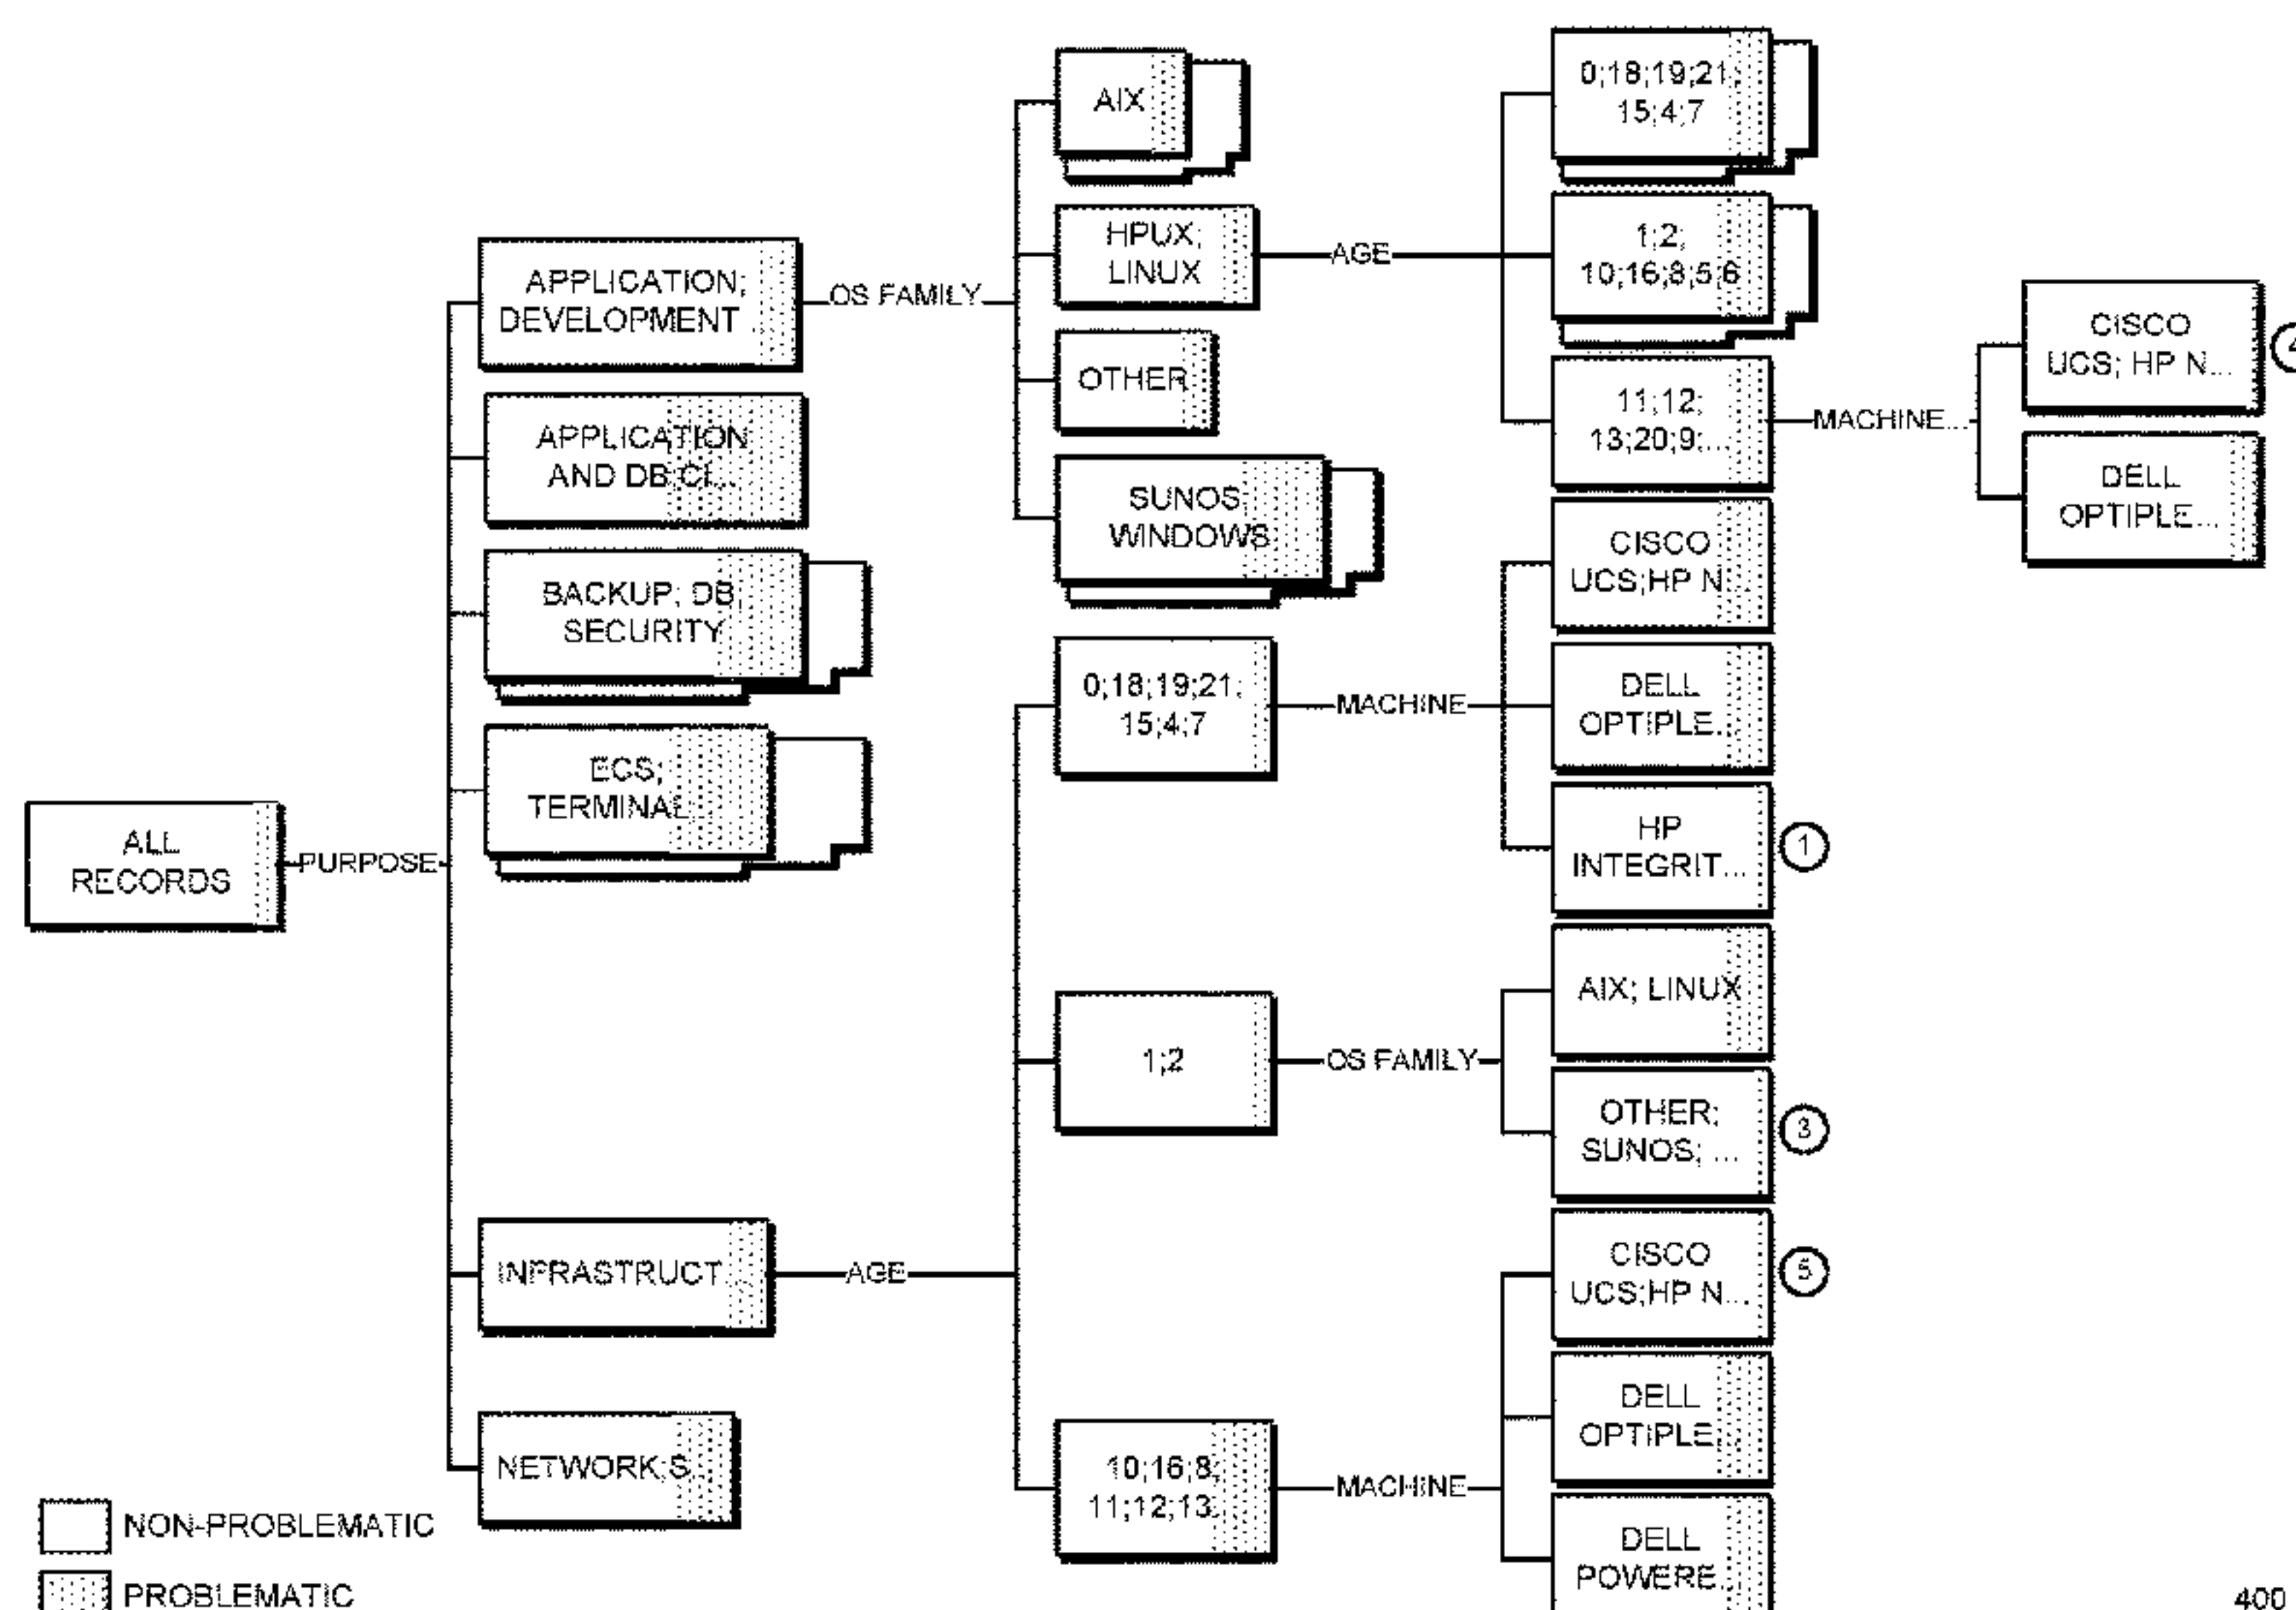 ALL
RECORDS
PURPOSE
APPLICATION;
DEVELOPMENT ...
OS FAMILY
AIX
HPUX;
LINUX
AGE
0;18;19;21;
15;4;7
1;2;
10;16;8;5;6
11;12;
13;20;9;...
MACHINE...
CISCO
UCS; HP N...
DELL
OPTIPLE...
OTHER
SUNOS
WINDOWS
APPLICATION
AND DB CL...
BACKUP; DB
SECURITY
ECS;
TERMINAL
INFRASTRUCT...
AGE
0;18;19;21;
15;4;7
MACHINE
CISCO
UCS;HP N...
DELL
OPTIPLE...
HP
INTEGRIT...
1
1;2
OS FAMILY
AIX; LINUX
OTHER;
SUNOS; ...
3
10;16;8;
11;12;13...
MACHINE
CISCO
UCS;HP N...
5
DELL
OPTIPLE...
DELL
POWERE...
NETWORK;S...
NON-PROBLEMATIC
PROBLEMATIC
400